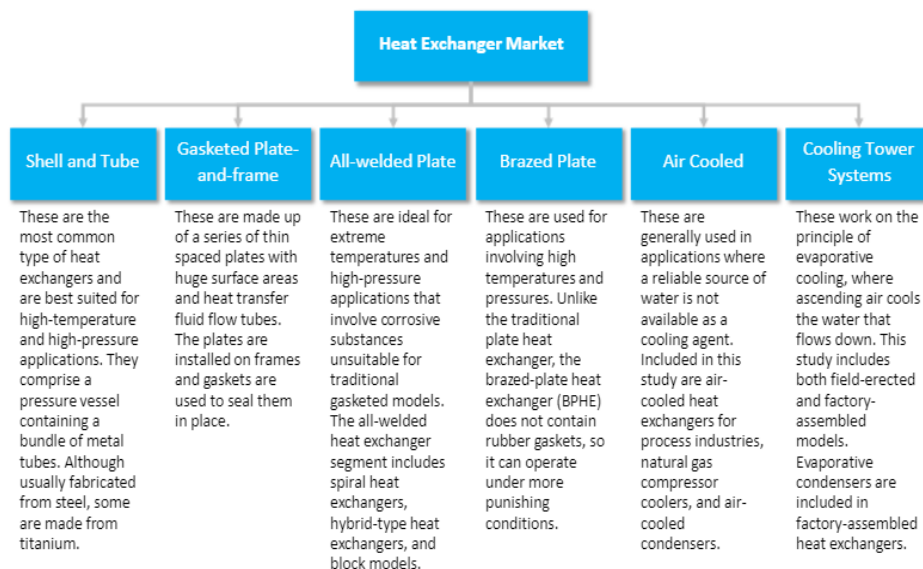 Heat Exchanger Market
Shell and Tube
Gasketed Plate-
and-frame
All-welded Plate
Brazed Plate
Air Cooled
Cooling Tower
Systems
These are the
most common
type of heat
exchangers and
are best suited for
high-temperature
and high-pressure
applications. They
comprise a
pressure vessel
containing a
bundle of metal
tubes. Although
usually fabricated
from steel, some
are made from
titanium.
These are made up
of a series of thin
spaced plates with
huge surface areas
and heat transfer
fluid flow tubes.
The plates are
installed on frames
and gaskets are
used to seal them
in place.
These are ideal for
extreme
temperatures and
high-pressure
applications that
involve corrosive
substances
unsuitable for
traditional
gasketed models.
The all-welded
heat exchanger
segment includes
spiral heat
exchangers,
hybrid-type heat
exchangers, and
block models.
These are used for
applications
involving high
temperatures and
pressures. Unlike
the traditional
plate heat
exchanger, the
brazed-plate heat
exchanger (BPHE)
does not contain
rubber gaskets, so
it can operate
under more
punishing
conditions.
These are
generally used in
applications where
a reliable source of
water is not
available as a
cooling agent.
Included in this
study are air-
cooled heat
exchangers for
process industries,
natural gas
compressor
coolers, and air-
cooled
condensers.
These work on the
principle of
evaporative
cooling, where
ascending air cools
the water that
flows down. This
study includes
both field-erected
and factory-
assembled
models.
Evaporative
condensers are
included in
factory-assembled
heat exchangers.